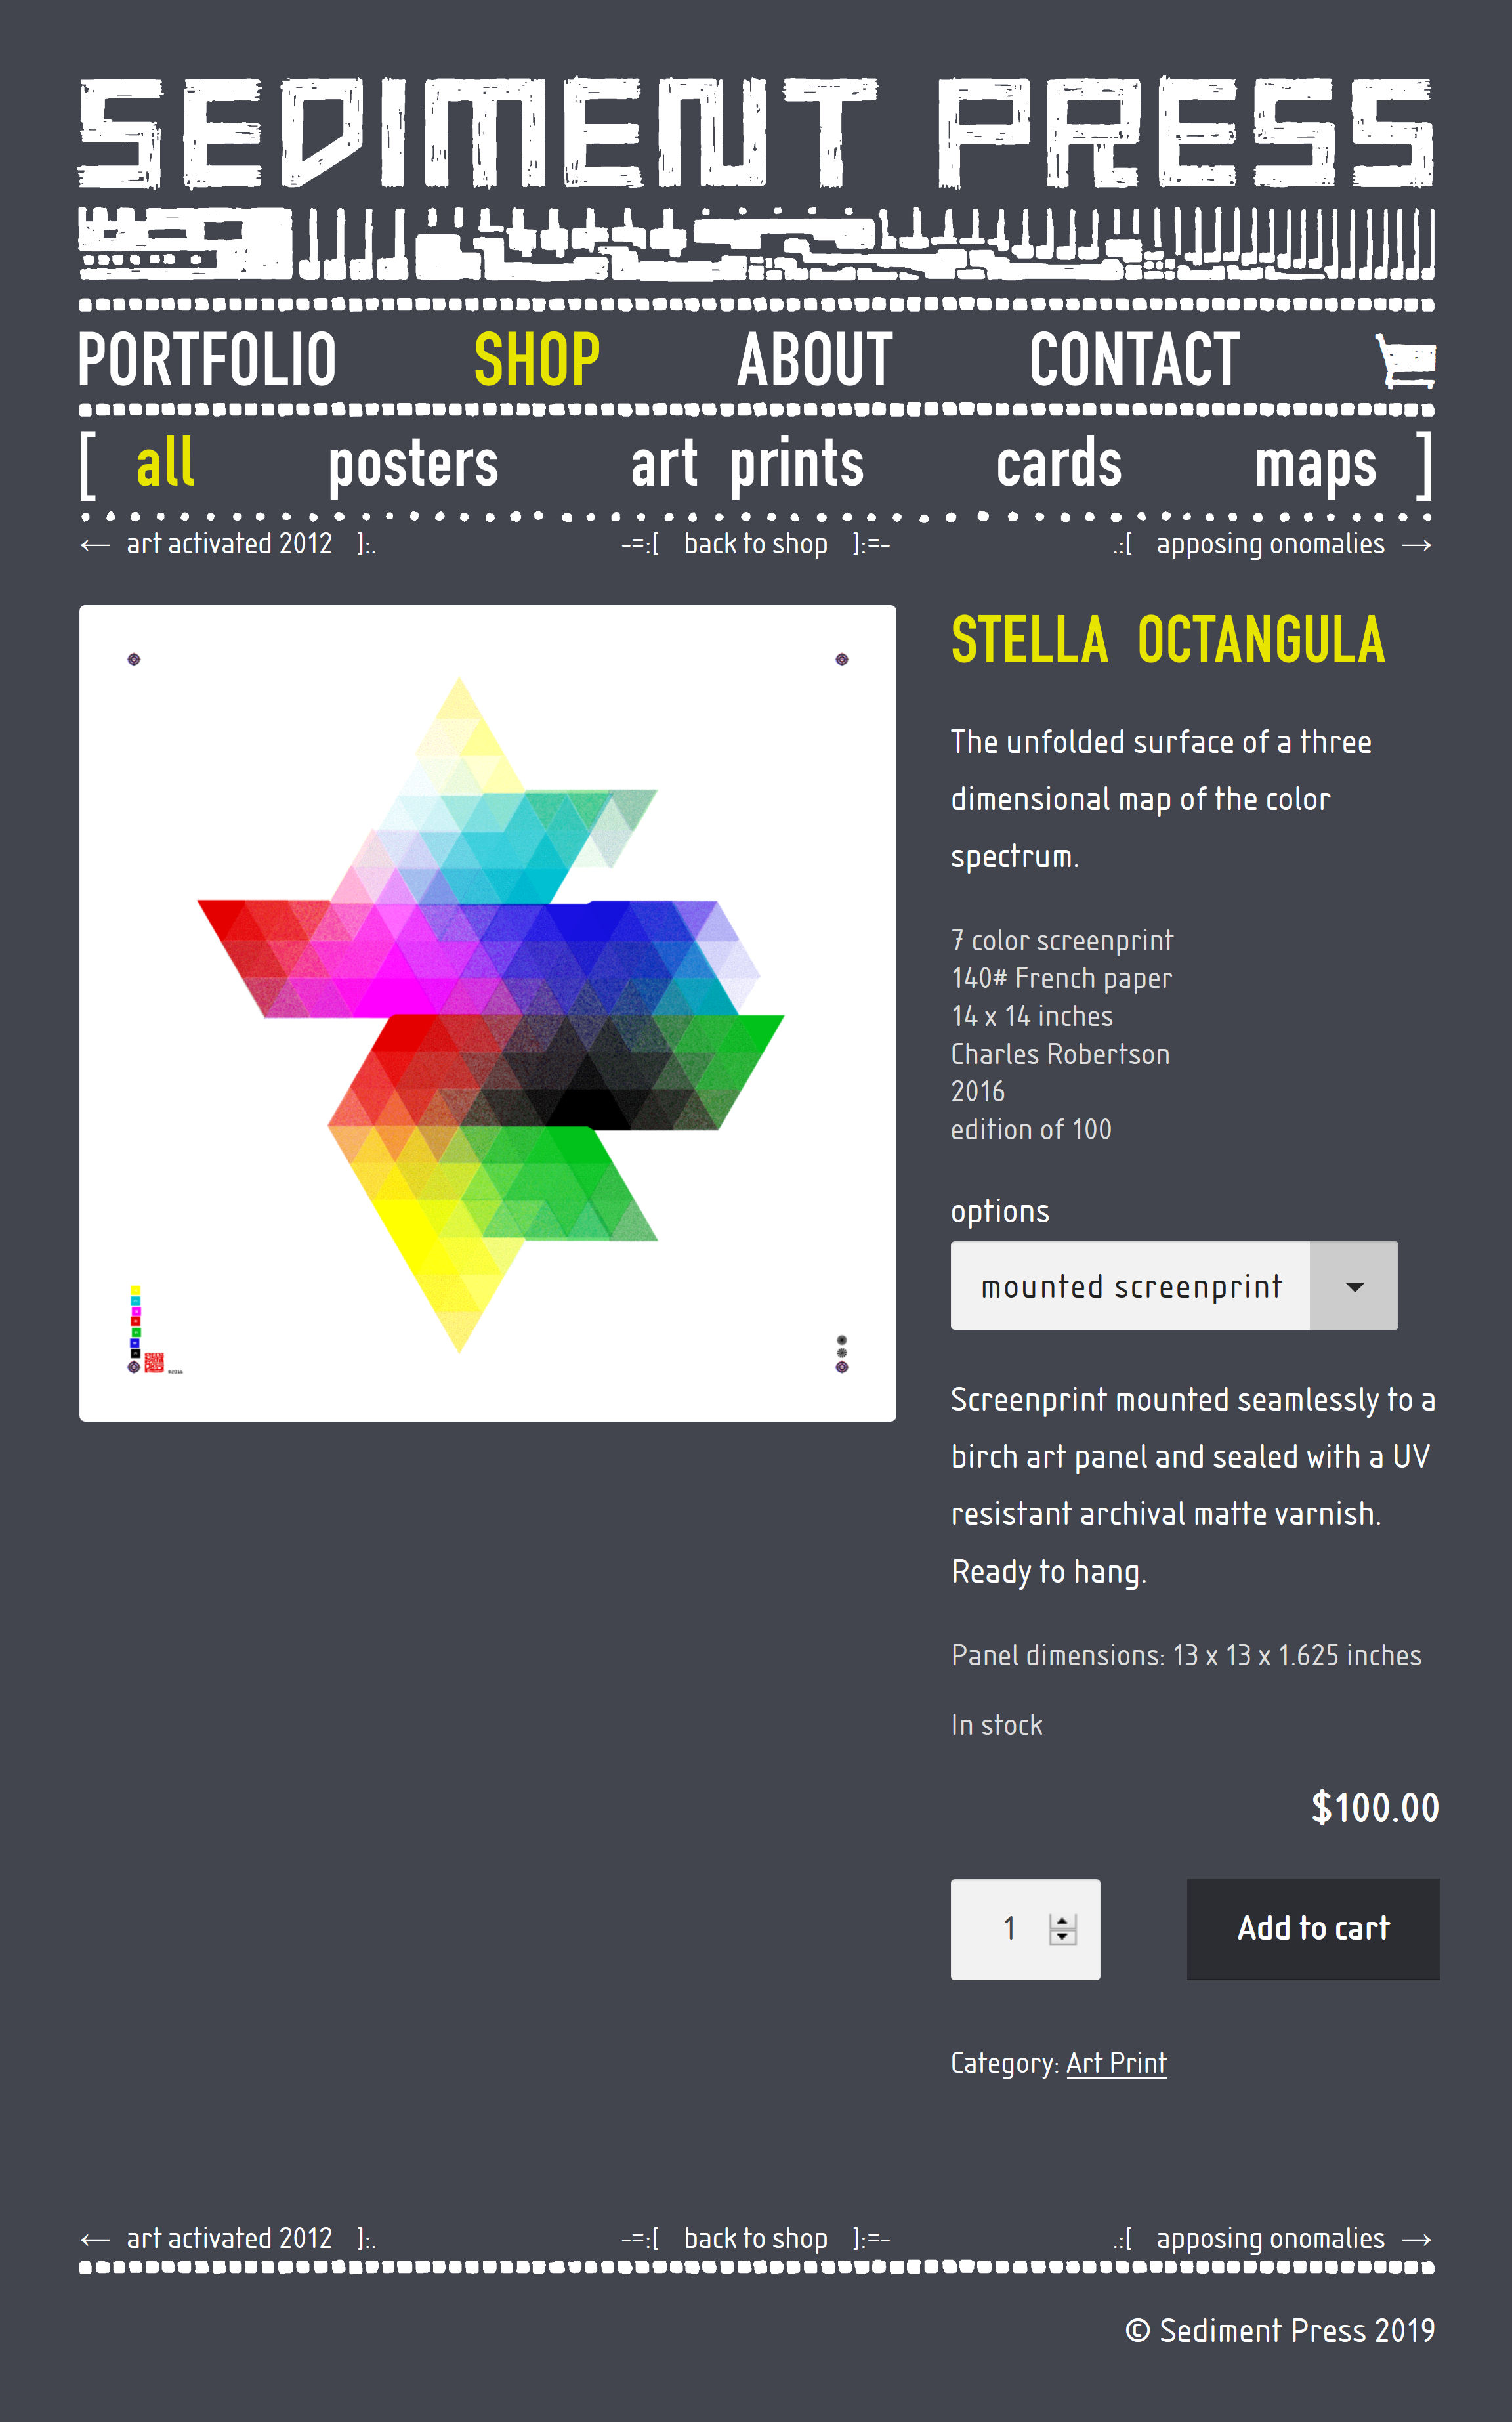 SEDIMENT PRESS
PORTFOLIO SHOP ABOUT CONTACT
[ all posters art prints cards maps ]
← art activated 2012 ]:. -=:[ back to shop ]:=- .:[ apposing onomalies →
STELLA OCTANGULA
The unfolded surface of a three
dimensional map of the color
spectrum.
7 color screenprint
140# French paper
14 x 14 inches
Charles Robertson
2016
edition of 100
options
mounted screenprint
Screenprint mounted seamlessly to a
birch art panel and sealed with a UV
resistant archival matte varnish.
Ready to hang.
Panel dimensions: 13 x 13 x 1.625 inches
In stock
$100.00
1 Add to cart
Category: Art Print
← art activated 2012 ]:. -=:[ back to shop ]:=- .:[ apposing onomalies →
© Sediment Press 2019